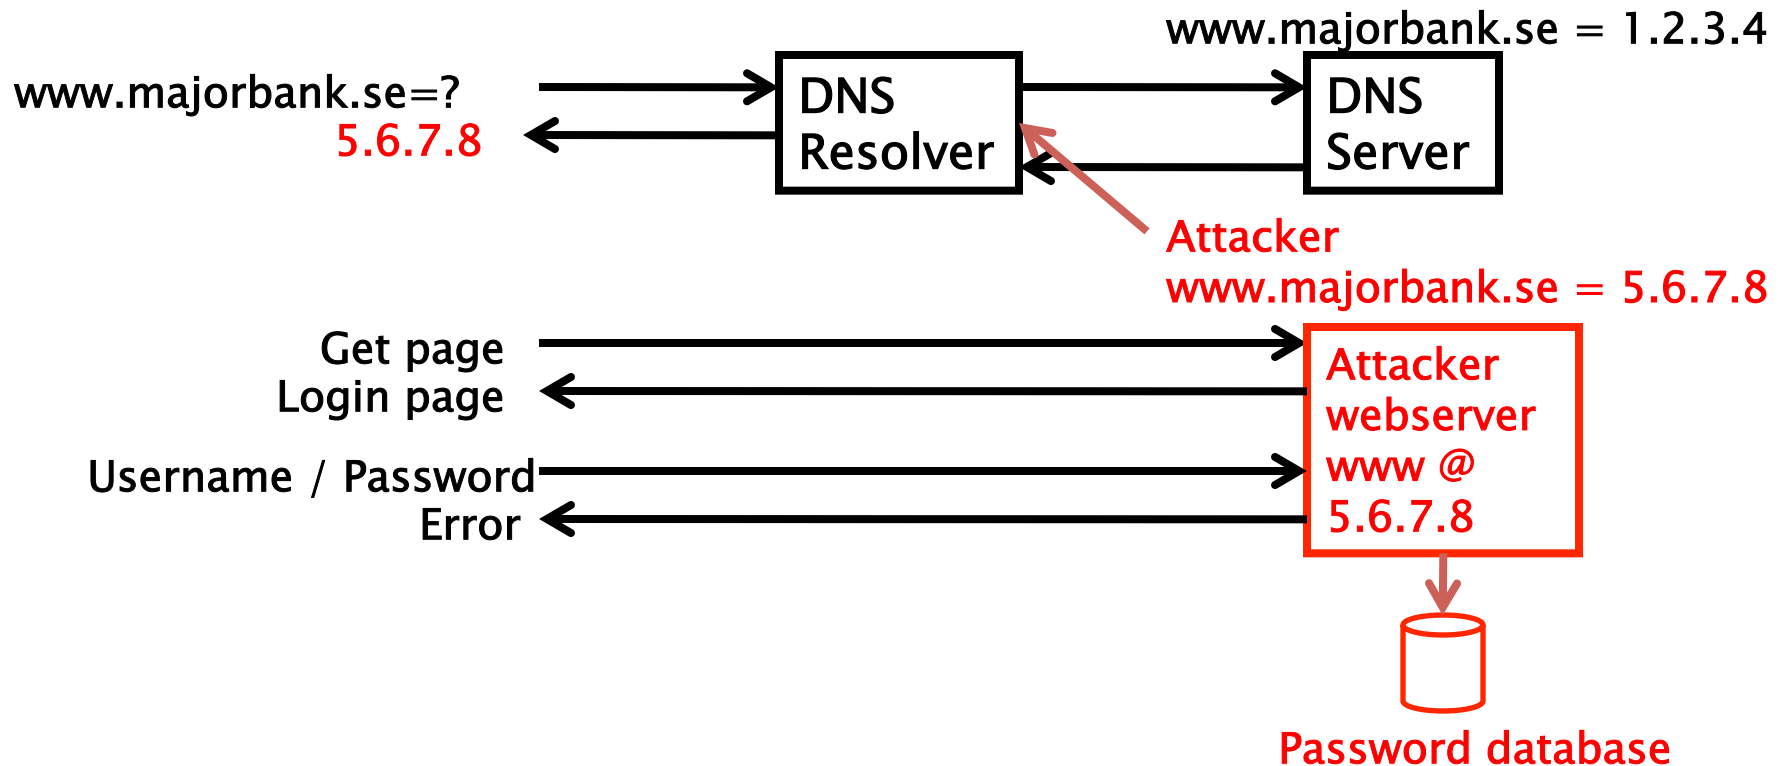 www.majorbank.se = 1.2.3.4
www.majorbank.se=?
5.6.7.8
DNS
Resolver
DNS
Server
Attacker
www.majorbank.se = 5.6.7.8
Get page
Login page
Username / Password
Error
Attacker
webserver
www @
5.6.7.8
Password database